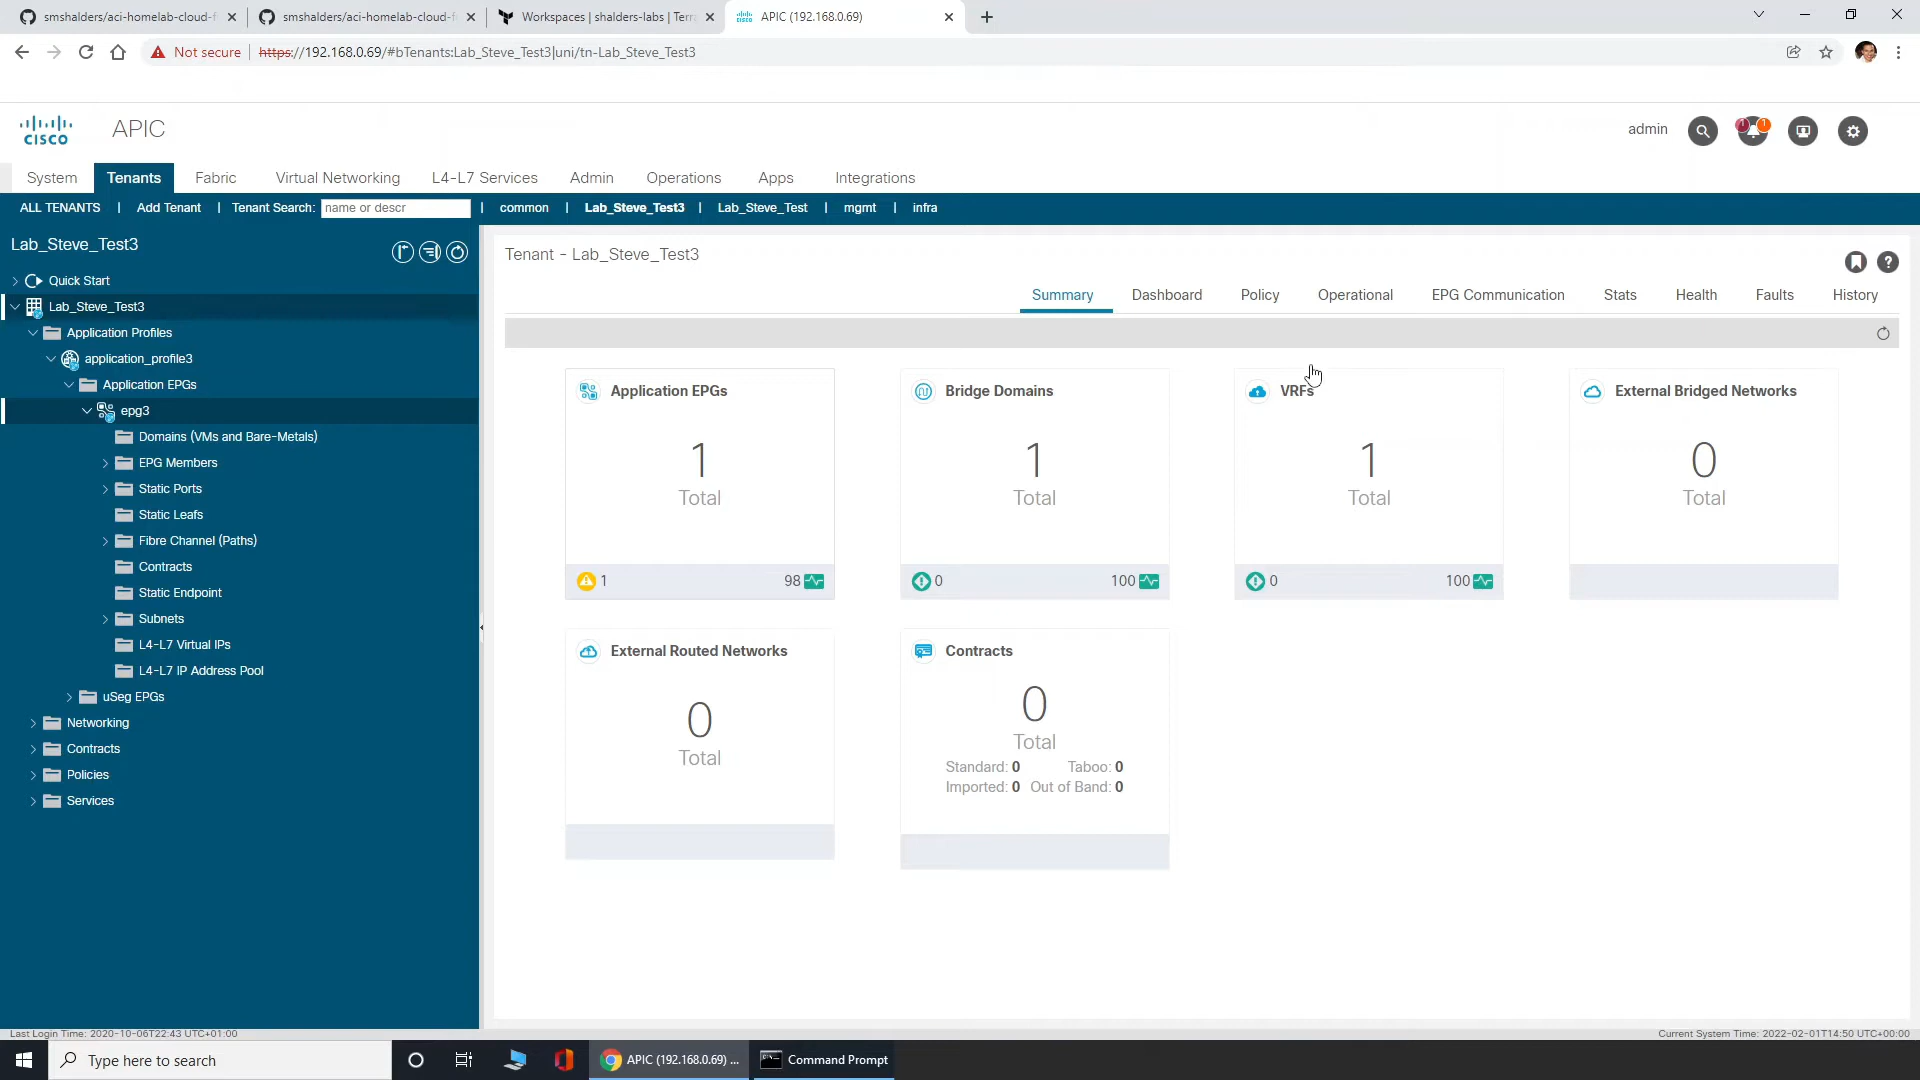 smshalders/aci-homelab-cloud-f
smshalders/aci-homelab-cloud-f
Workspaces | shalders-labs | Terra
APIC (192.168.0.69)
Not secure
https://192.168.0.69/#bTenants:Lab_Steve_Test3|uni/tn-Lab_Steve_Test3
CISCO
APIC
admin
1
1
System
Tenants
Fabric
Virtual Networking
L4-L7 Services
Admin
Operations
Apps
Integrations
ALL TENANTS | Add Tenant | Tenant Search: name or descr | common | Lab_Steve_Test3 | Lab_Steve_Test | mgmt | infra
Lab_Steve_Test3
Quick Start
Lab_Steve_Test3
Application Profiles
application_profile3
Application EPGs
epg3
Domains (VMs and Bare-Metals)
EPG Members
Static Ports
Static Leafs
Fibre Channel (Paths)
Contracts
Static Endpoint
Subnets
L4-L7 Virtual IPs
L4-L7 IP Address Pool
uSeg EPGs
Networking
Contracts
Policies
Services
Tenant - Lab_Steve_Test3
?
Summary
Dashboard
Policy
Operational
EPG Communication
Stats
Health
Faults
History
Application EPGs
1
Total
1
98
Bridge Domains
1
Total
0
100
VRFs
1
Total
0
100
External Bridged Networks
0
Total
External Routed Networks
0
Total
Contracts
0
Total
Standard: 0 Taboo: 0
Imported: 0 Out of Band: 0
Last Login Time: 2020-10-06T22:43 UTC+01:00
Current System Time: 2022-02-01T14:50 UTC+00:00
Type here to search
APIC (192.168.0.69) ...
Command Prompt